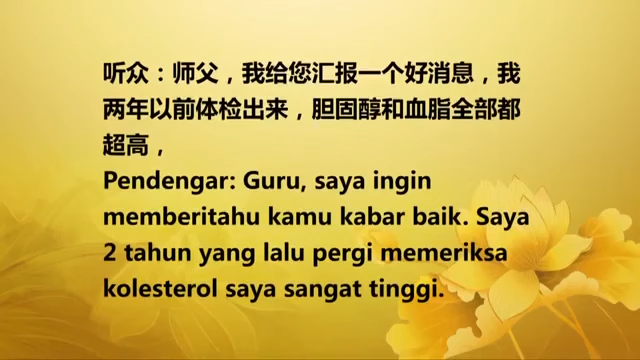 听众：师父，我给您汇报一个好消息，我
两年以前体检出来，胆固醇和血脂全部都
超高，
Pendengar: Guru, saya ingin
memberitahu kamu kabar baik. Saya
2 tahun yang lalu pergi memeriksa
kolesterol saya sangat tinggi.